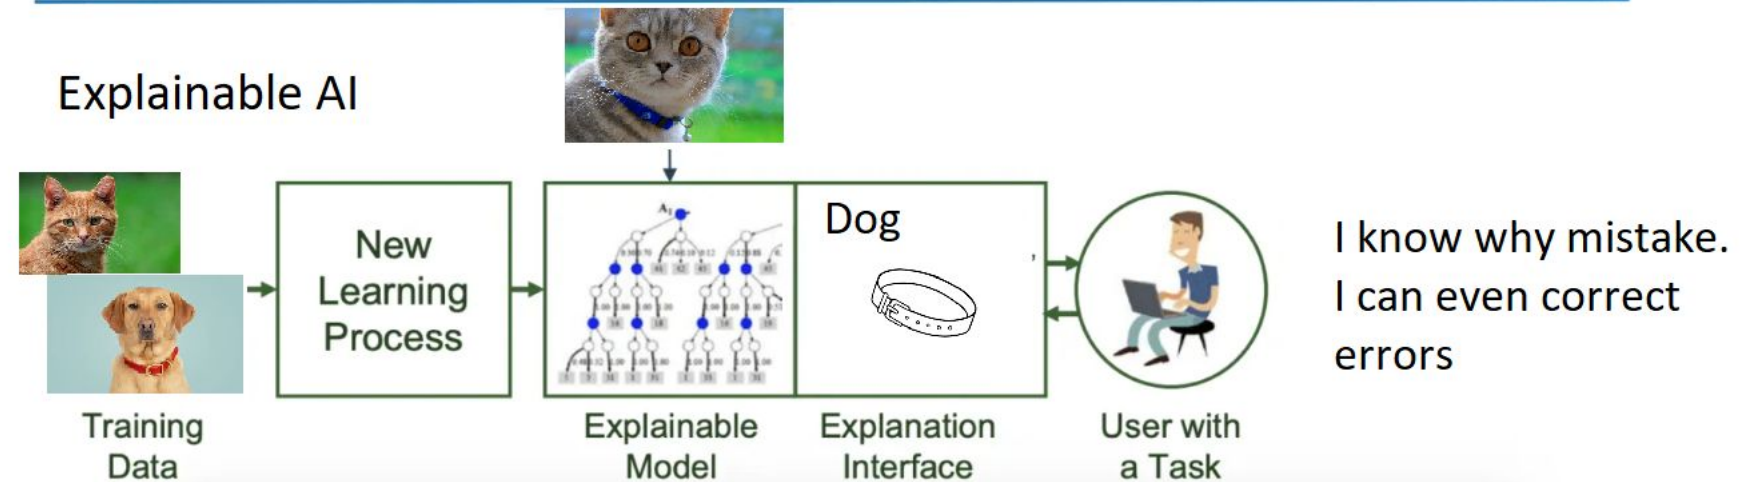 Explainable AI
New
Learning
Process
A₁
Dog
,
I know why mistake.
I can even correct
errors
Training
Data
Explainable
Model
Explanation
Interface
User with
a Task